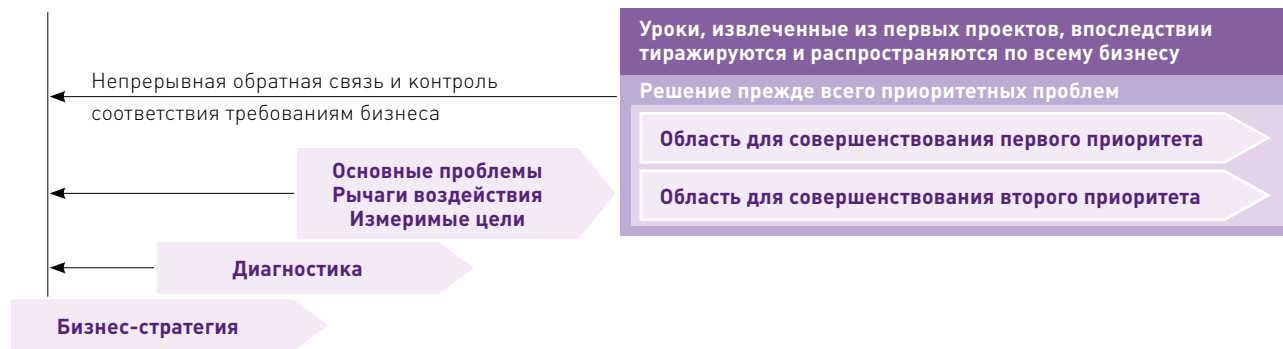 Уроки, извлеченные из первых проектов, впоследствии
тиражируются и распространяются по всему бизнесу
Непрерывная обратная связь и контроль
соответствия требованиям бизнеса
Решение прежде всего приоритетных проблем
Область для совершенствования первого приоритета
Область для совершенствования второго приоритета
Основные проблемы
Рычаги воздействия
Измеримые цели
Диагностика
Бизнес-стратегия